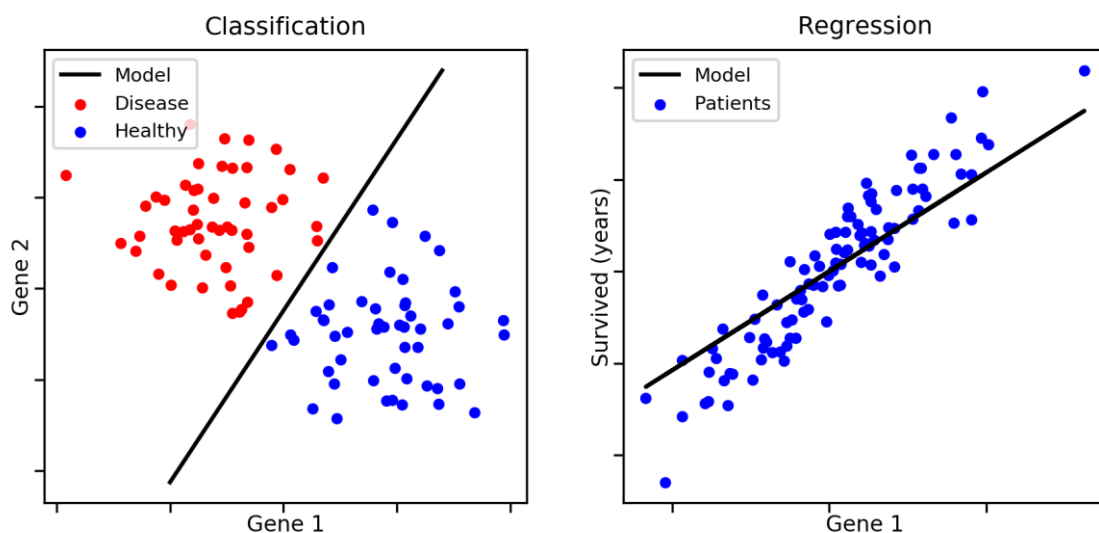 Classification
Model
Disease
Healthy
Gene 2
Gene 1
Regression
Model
Patients
Survived (years)
Gene 1